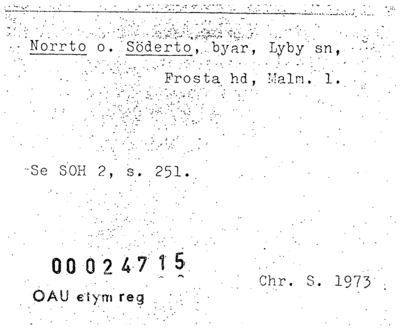 Norrto o. Söderto, byar, Lyby sn,
Frosta hd, Malm. l.
Se SOH 2, s. 251.
00024715
OAU etym reg
Chr. S. 1973